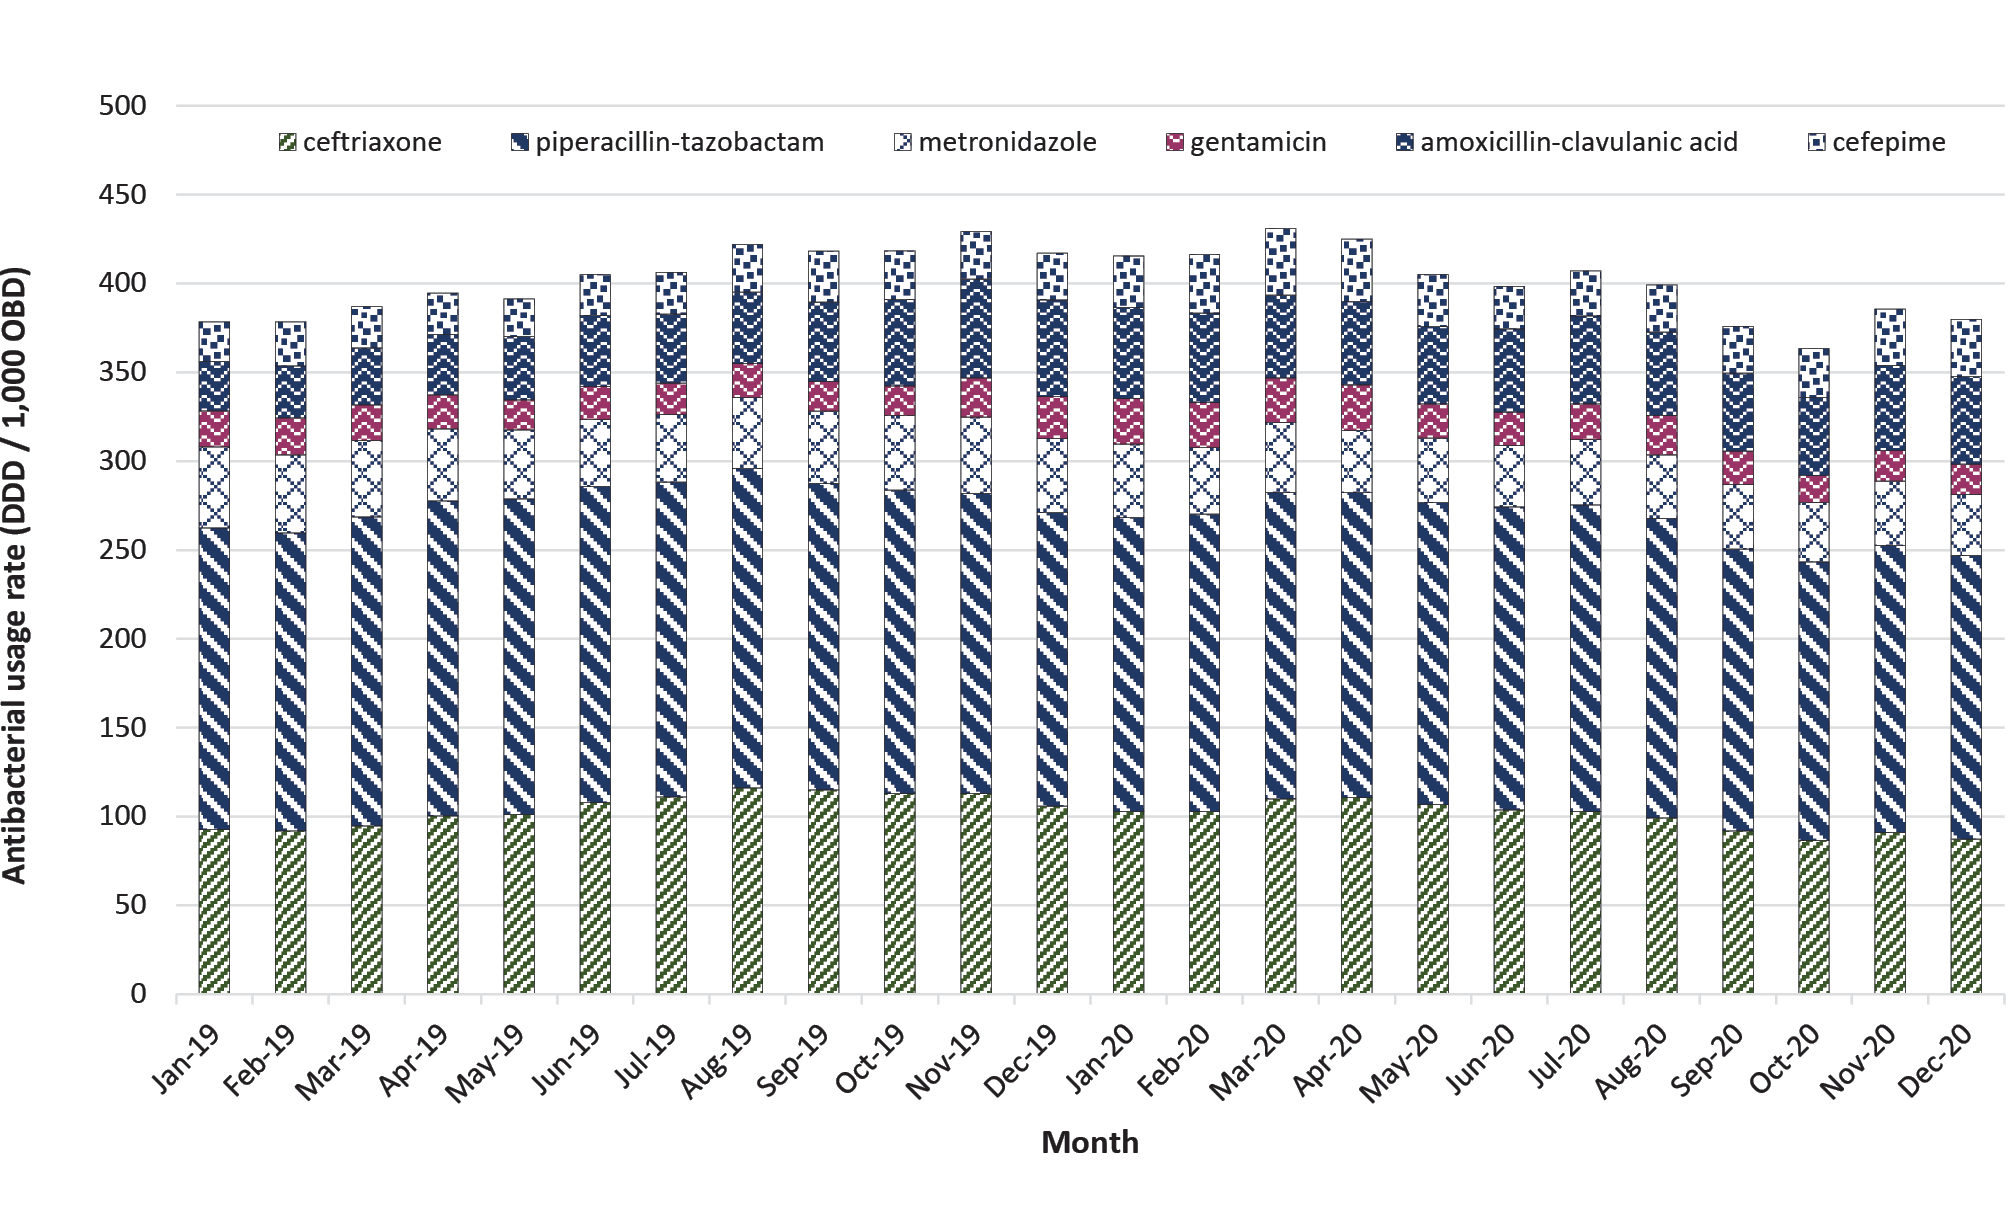 500
ceftriaxone piperacillin-tazobactam metronidazole gentamicin amoxicillin-clavulanic acid cefepime
450
400
350
300
250
200
150
100
50
0
Antibacterial usage rate (DDD / 1,000 OBD)
Jan-19
Feb-19
Mar-19
Apr-19
May-19
Jun-19
Jul-19
Aug-19
Sep-19
Oct-19
Nov-19
Dec-19
Jan-20
Feb-20
Mar-20
Apr-20
May-20
Jun-20
Jul-20
Aug-20
Sep-20
Oct-20
Nov-20
Dec-20
Month